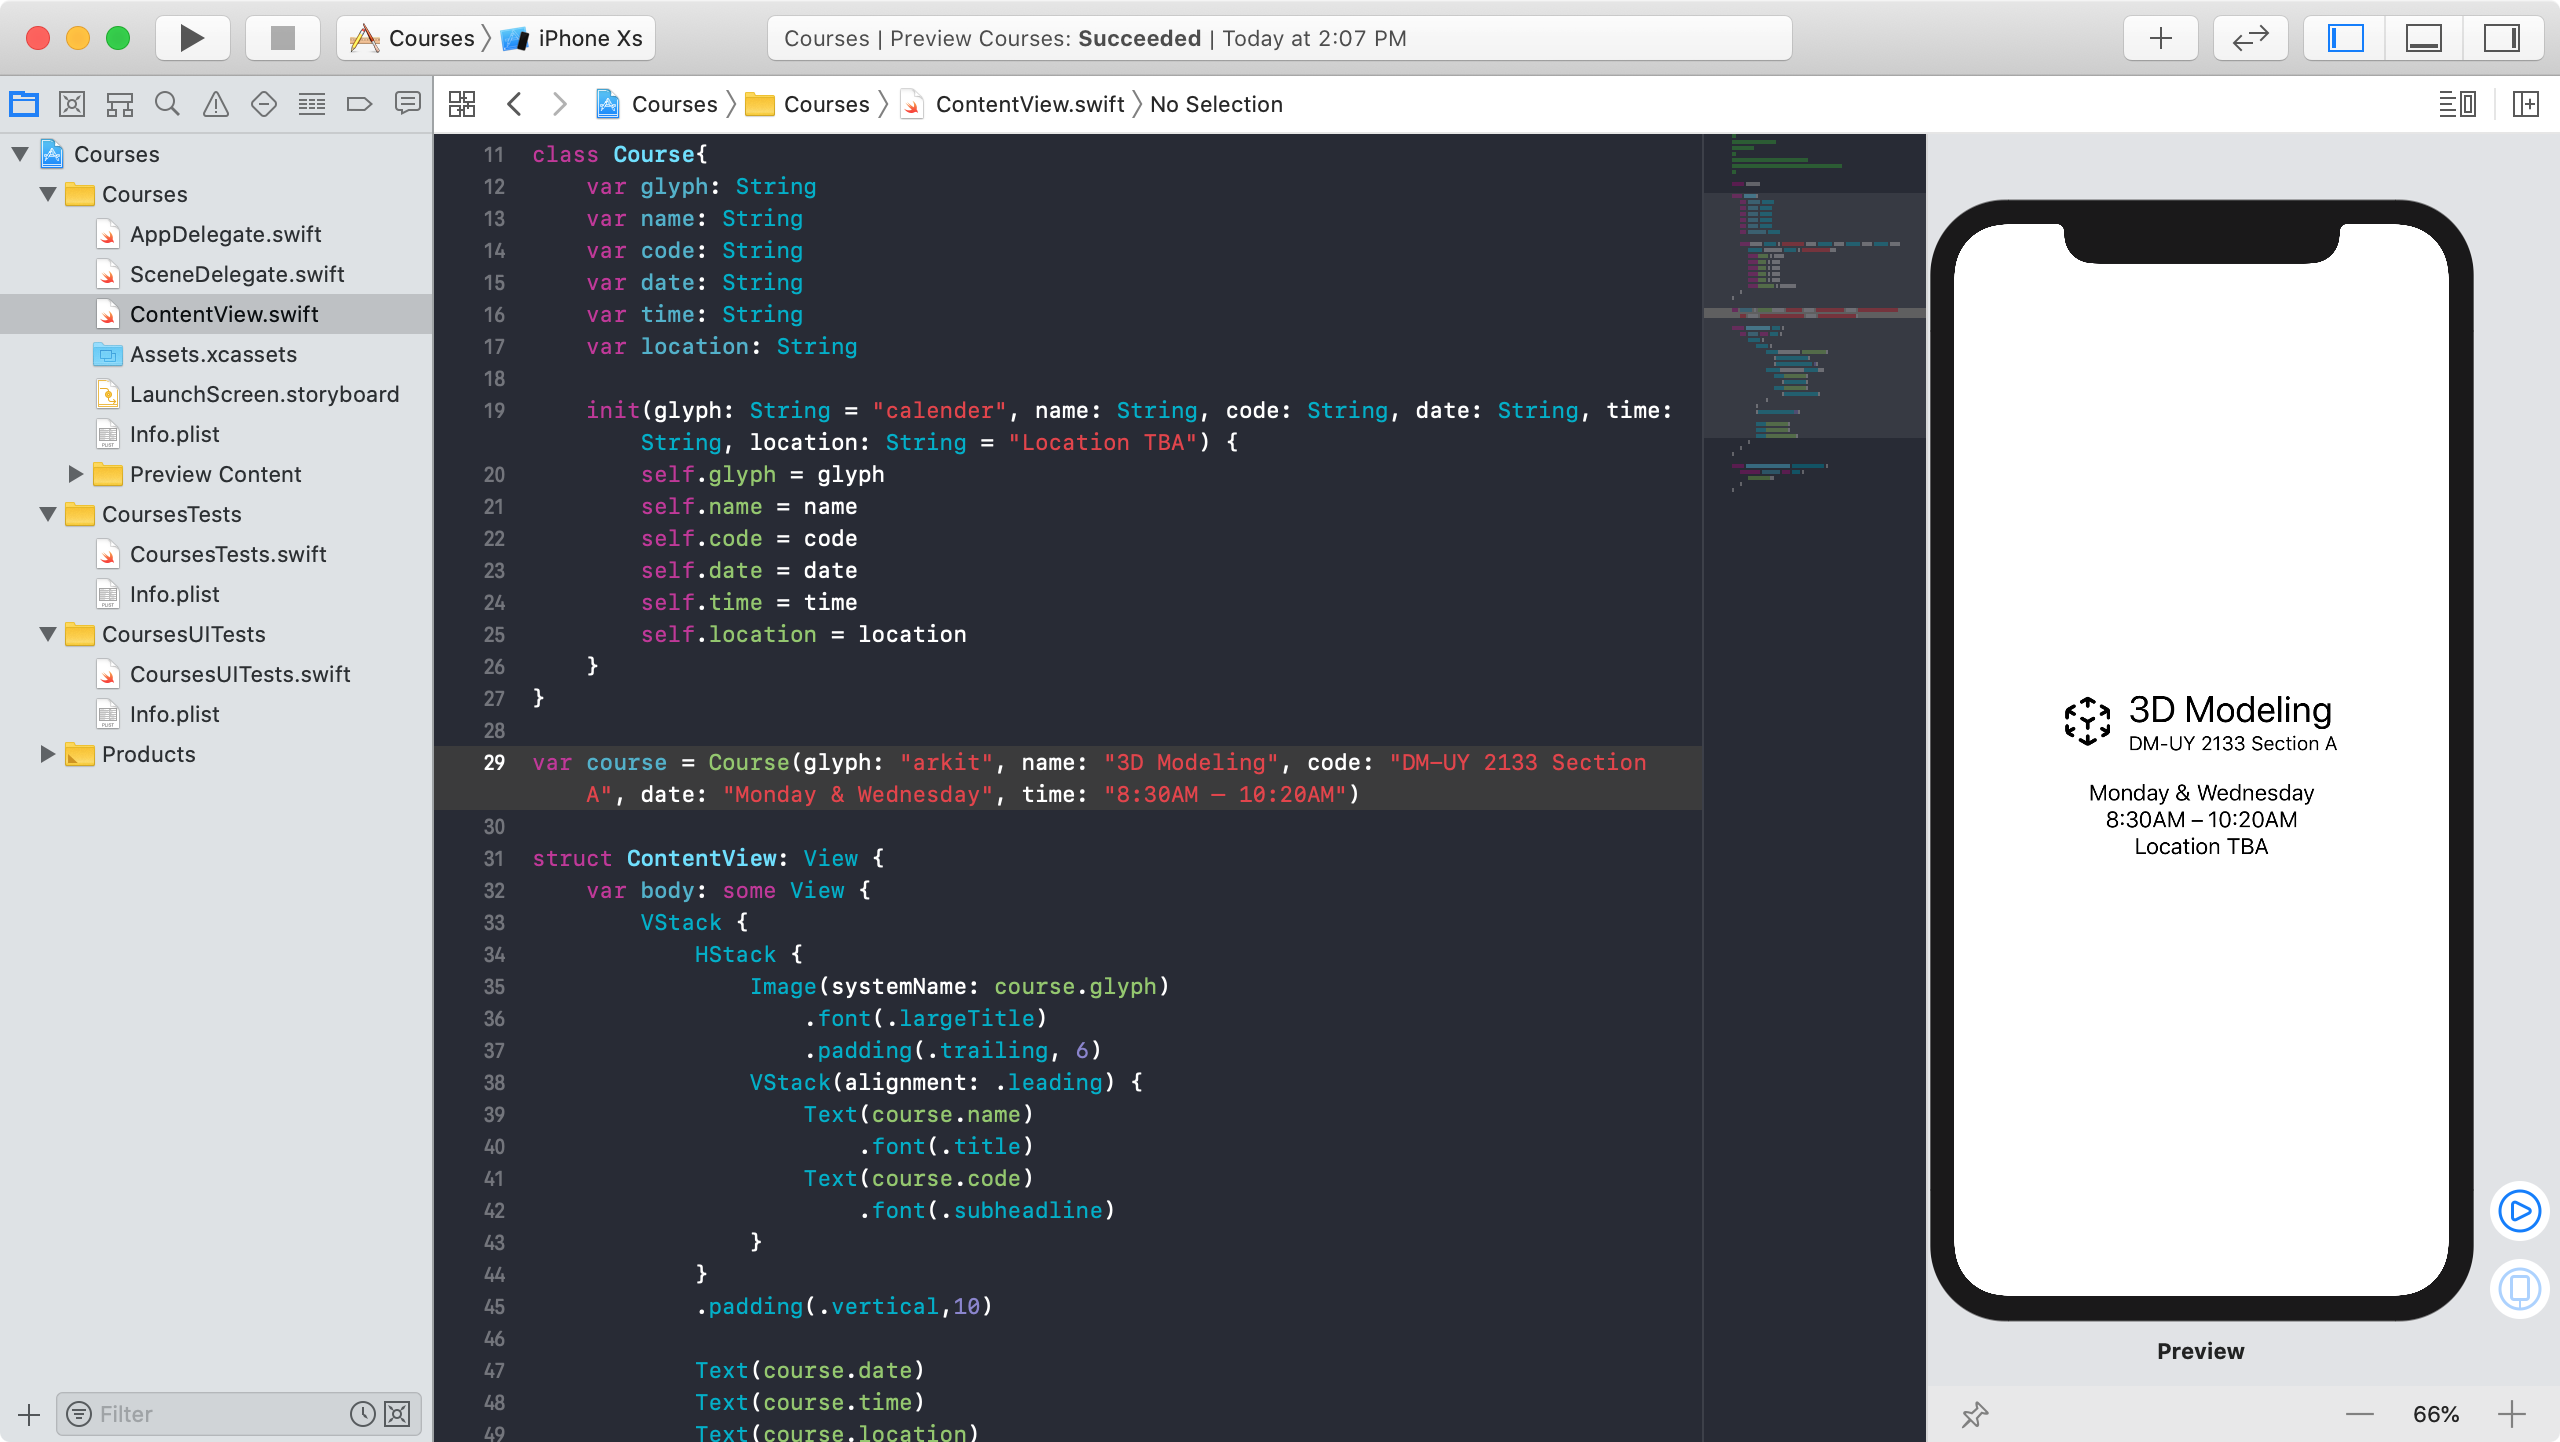 Courses 〉 iPhone Xs
Courses | Preview Courses: Succeeded | Today at 2:07 PM
Courses 〉 Courses 〉 ContentView.swift 〉 No Selection
Courses
Courses
AppDelegate.swift
SceneDelegate.swift
ContentView.swift
Assets.xcassets
LaunchScreen.storyboard
Info.plist
Preview Content
CoursesTests
CoursesTests.swift
Info.plist
CoursesUITests
CoursesUITests.swift
Info.plist
Products
Filter
11 class Course{
12 var glyph: String
13 var name: String
14 var code: String
15 var date: String
16 var time: String
17 var location: String
18
19 init(glyph: String = "calender", name: String, code: String, date: String, time:
String, location: String = "Location TBA") {
20 self.glyph = glyph
21 self.name = name
22 self.code = code
23 self.date = date
24 self.time = time
25 self.location = location
26 }
27 }
28
29 var course = Course(glyph: "arkit", name: "3D Modeling", code: "DM-UY 2133 Section
A", date: "Monday & Wednesday", time: "8:30AM – 10:20AM")
30
31 struct ContentView: View {
32 var body: some View {
33 VStack {
34 HStack {
35 Image(systemName: course.glyph)
36 .font(.largeTitle)
37 .padding(.trailing, 6)
38 VStack(alignment: .leading) {
39 Text(course.name)
40 .font(.title)
41 Text(course.code)
42 .font(.subheadline)
43 }
44 }
45 .padding(.vertical,10)
46
47 Text(course.date)
48 Text(course.time)
49 Text(course.location)
3D Modeling
DM-UY 2133 Section A
Monday & Wednesday
8:30AM – 10:20AM
Location TBA
Preview
66%